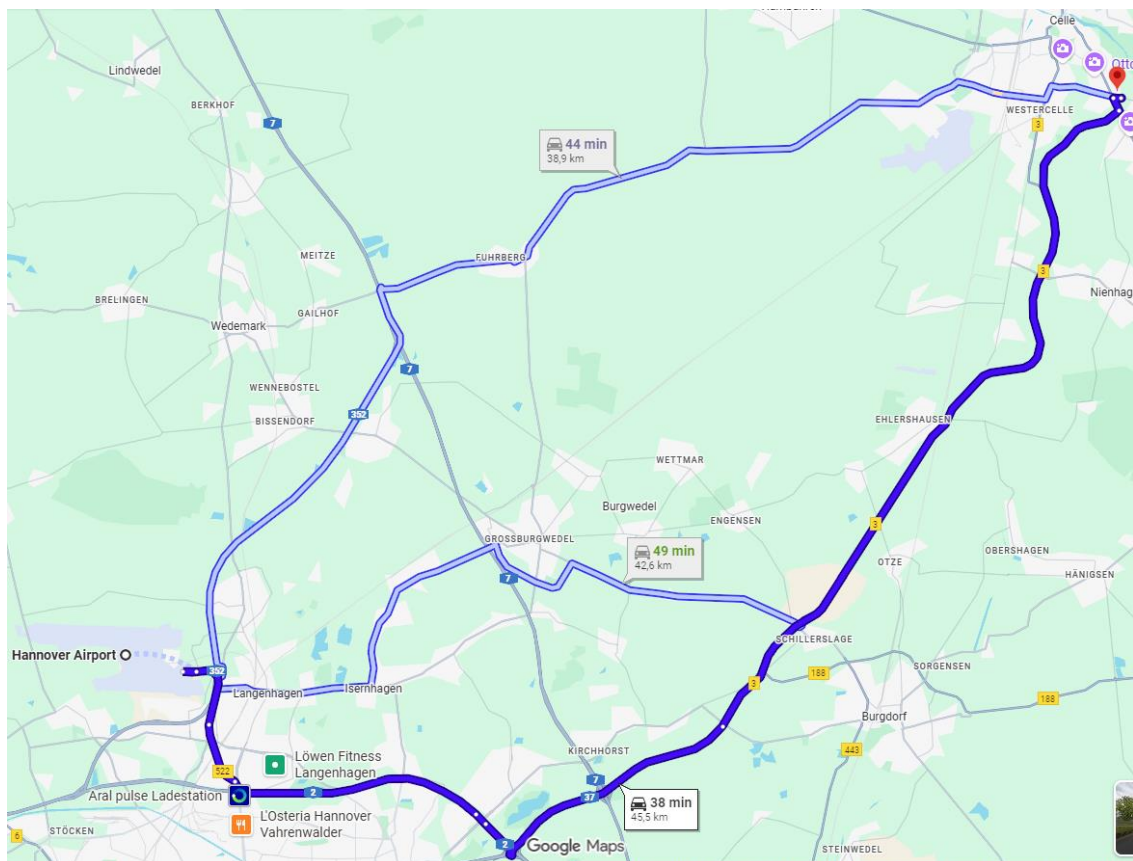 Celle
Lindwedel
Otto
BERKHOF
7
WESTERCELLE
3
44 min
38,9 km
MEITZE
FUHRBERG
3
Nienhag
BRELINGEN
GAILHOF
Wedemark
7
WENNEBOSTEL
352
BISSENDORF
EHLERSHAUSEN
WETTMAR
Burgwedel
ENGENSEN
3
GROSSBURGWEDEL
49 min
42,6 km
OBERSHAGEN
OTZE
HÄNIGSEN
7
SCHILLERSLAGE
Hannover Airport
352
188
SORGENSEN
3
Langenhagen
Isernhagen
188
Burgdorf
KIRCHHORST
443
Löwen Fitness
Langenhagen
522
7
Aral pulse Ladestation
2
37
38 min
45,5 km
L'Osteria Hannover
Vahrenwalder
STÖCKEN
6
2
Google Maps
STEINWEDEL